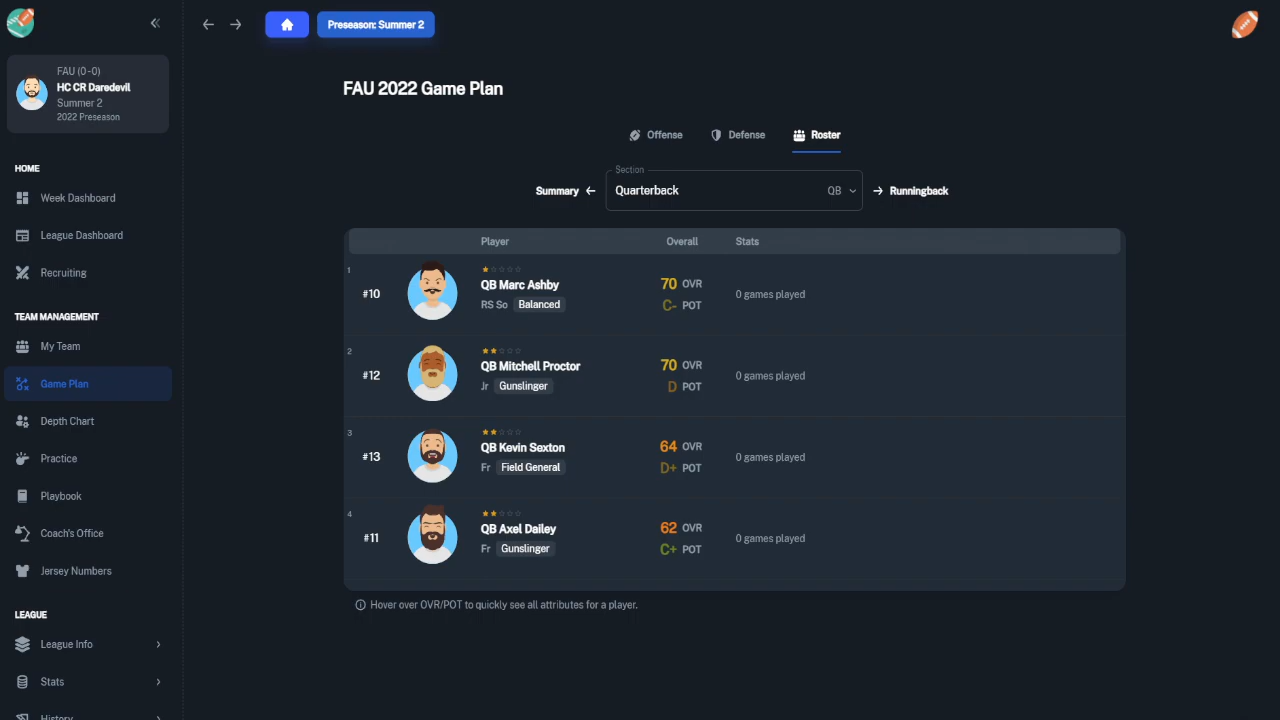 Preseason: Summer 2
FAU (0-0)
HC CR Daredevil
Summer 2
2022 Preseason
HOME
Week Dashboard
League Dashboard
Recruiting
TEAM MANAGEMENT
My Team
Game Plan
Depth Chart
Practice
Playbook
Coach's Office
Jersey Numbers
LEAGUE
League Info
Stats
History
FAU 2022 Game Plan
Offense Defense Roster
Section
Summary Quarterback QB Runningback
Player Overall Stats
1
#10 QB Marc Ashby 70 OVR
RS So Balanced C- POT
0 games played
2
#12 QB Mitchell Proctor 70 OVR
Jr Gunslinger D POT
0 games played
3
#13 QB Kevin Sexton 64 OVR
Fr Field General D+ POT
0 games played
4
#11 QB Axel Dailey 62 OVR
Fr Gunslinger C+ POT
0 games played
Hover over OVR/POT to quickly see all attributes for a player.